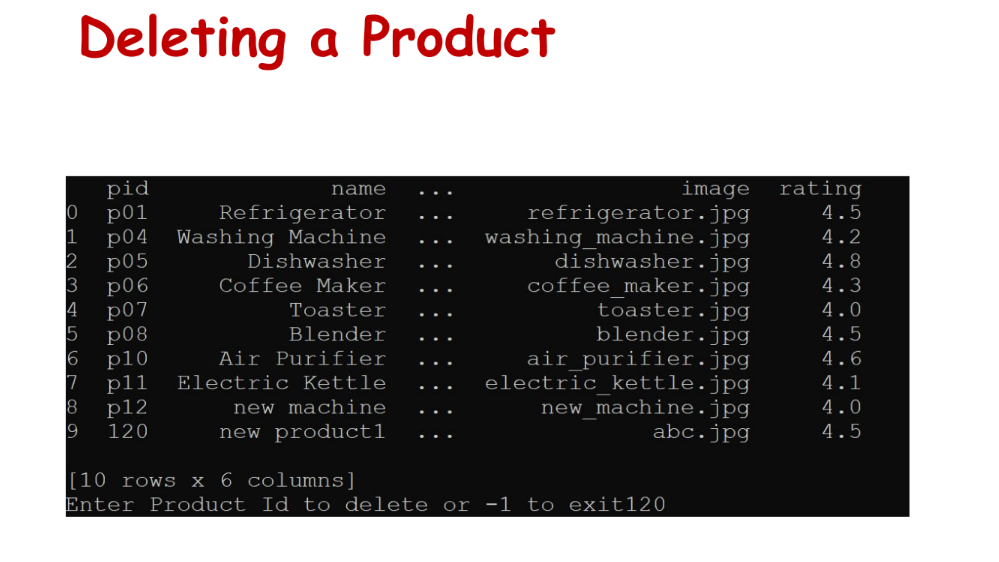 Deleting a Product
pid name ... image rating
0 p01 Refrigerator ... refrigerator.jpg 4.5
1 p04 Washing Machine ... washing_machine.jpg 4.2
2 p05 Dishwasher ... dishwasher.jpg 4.8
3 p06 Coffee Maker ... coffee_maker.jpg 4.3
4 p07 Toaster ... toaster.jpg 4.0
5 p08 Blender ... blender.jpg 4.5
6 p10 Air Purifier ... air_purifier.jpg 4.6
7 p11 Electric Kettle ... electric_kettle.jpg 4.1
8 p12 new machine ... new_machine.jpg 4.0
9 120 new product1 ... abc.jpg 4.5
[10 rows x 6 columns]
Enter Product Id to delete or -1 to exit120